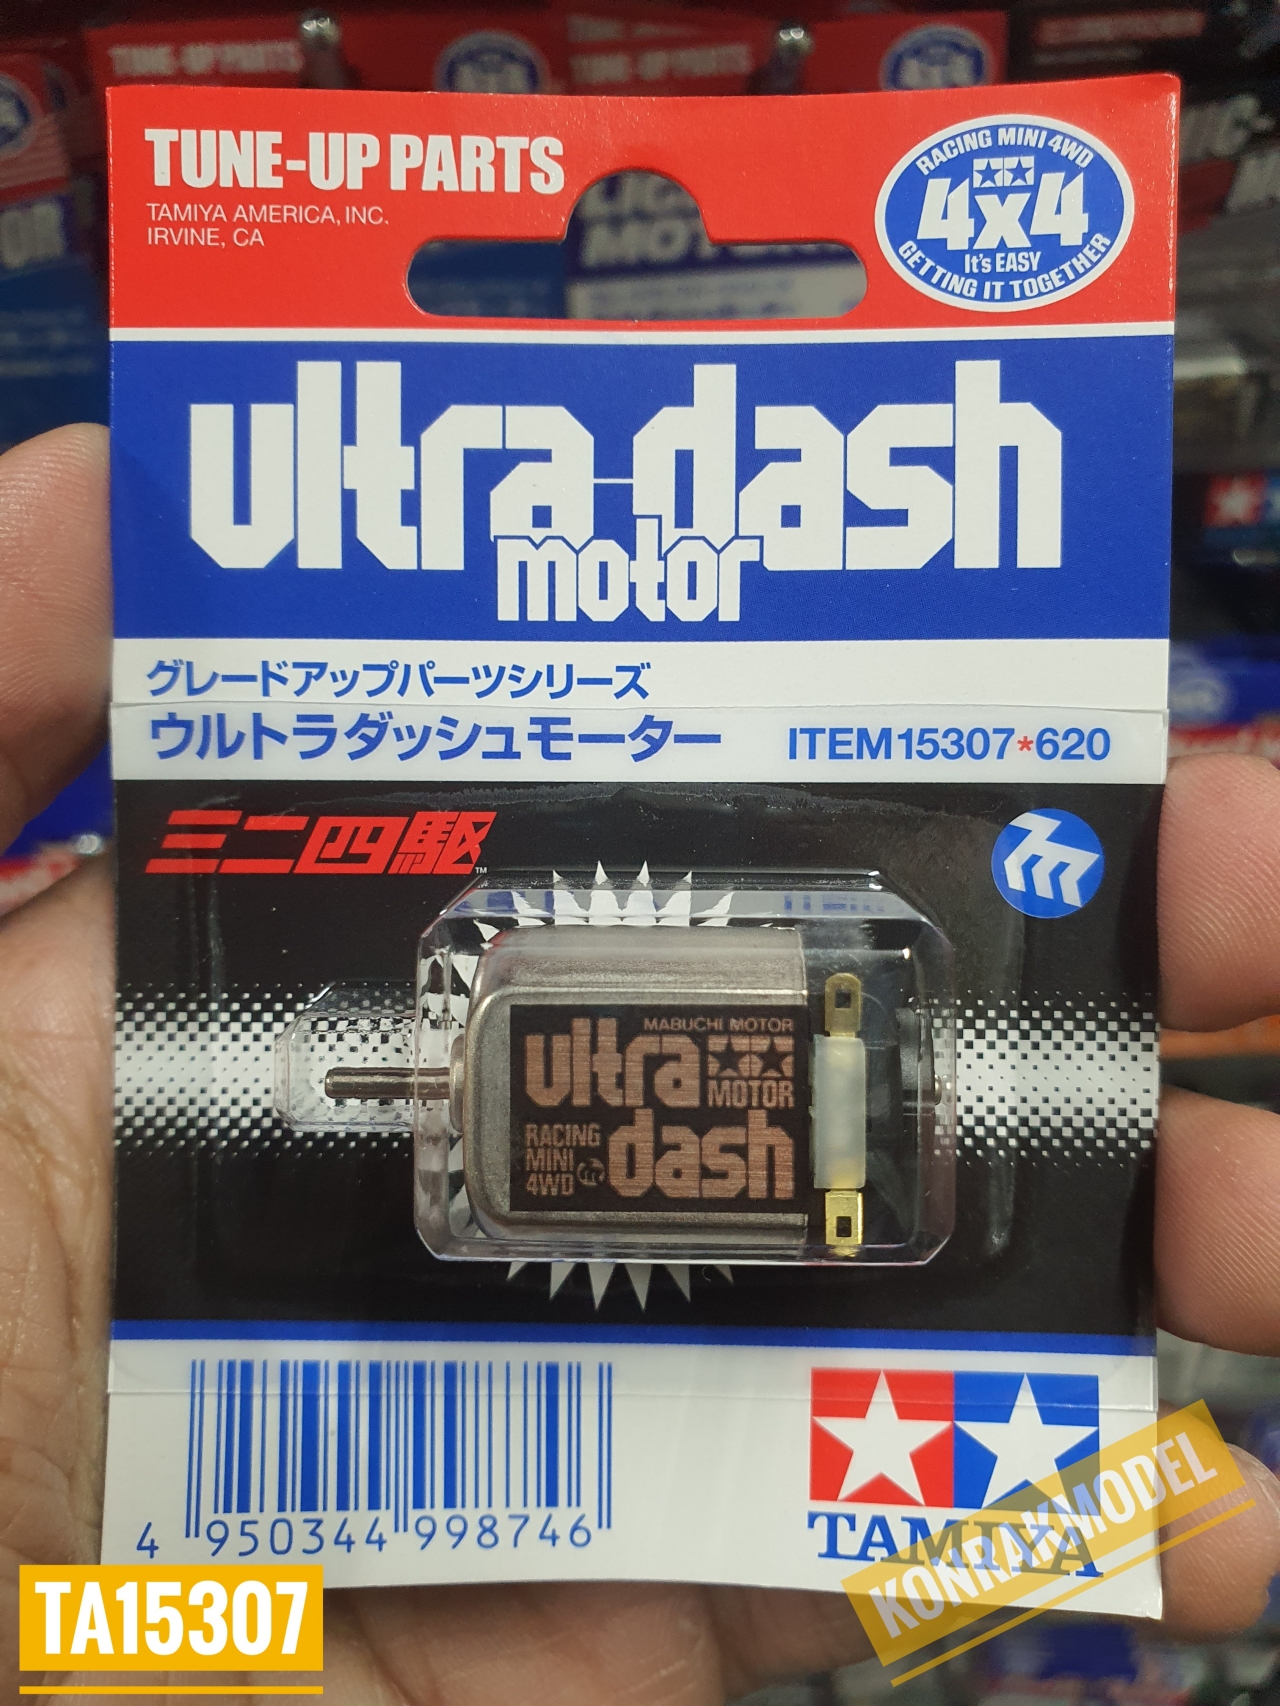 TUNE-UP PARTS
TAMIYA AMERICA, INC.
IRVINE, CA
RACING MINI 4WD
4x4
It's EASY
GETTING IT TOGETHER
ultra-dash
motor
グレードアップパーツシリーズ
ウルトラダッシュモーター
ITEM 15307*620
ミニ四駆™
MABUCHI MOTOR
ultra
MOTOR
RACING
MINI
4WD
dash
4 950344 998746
TAMIYA
KONRAKMODEL
TA15307